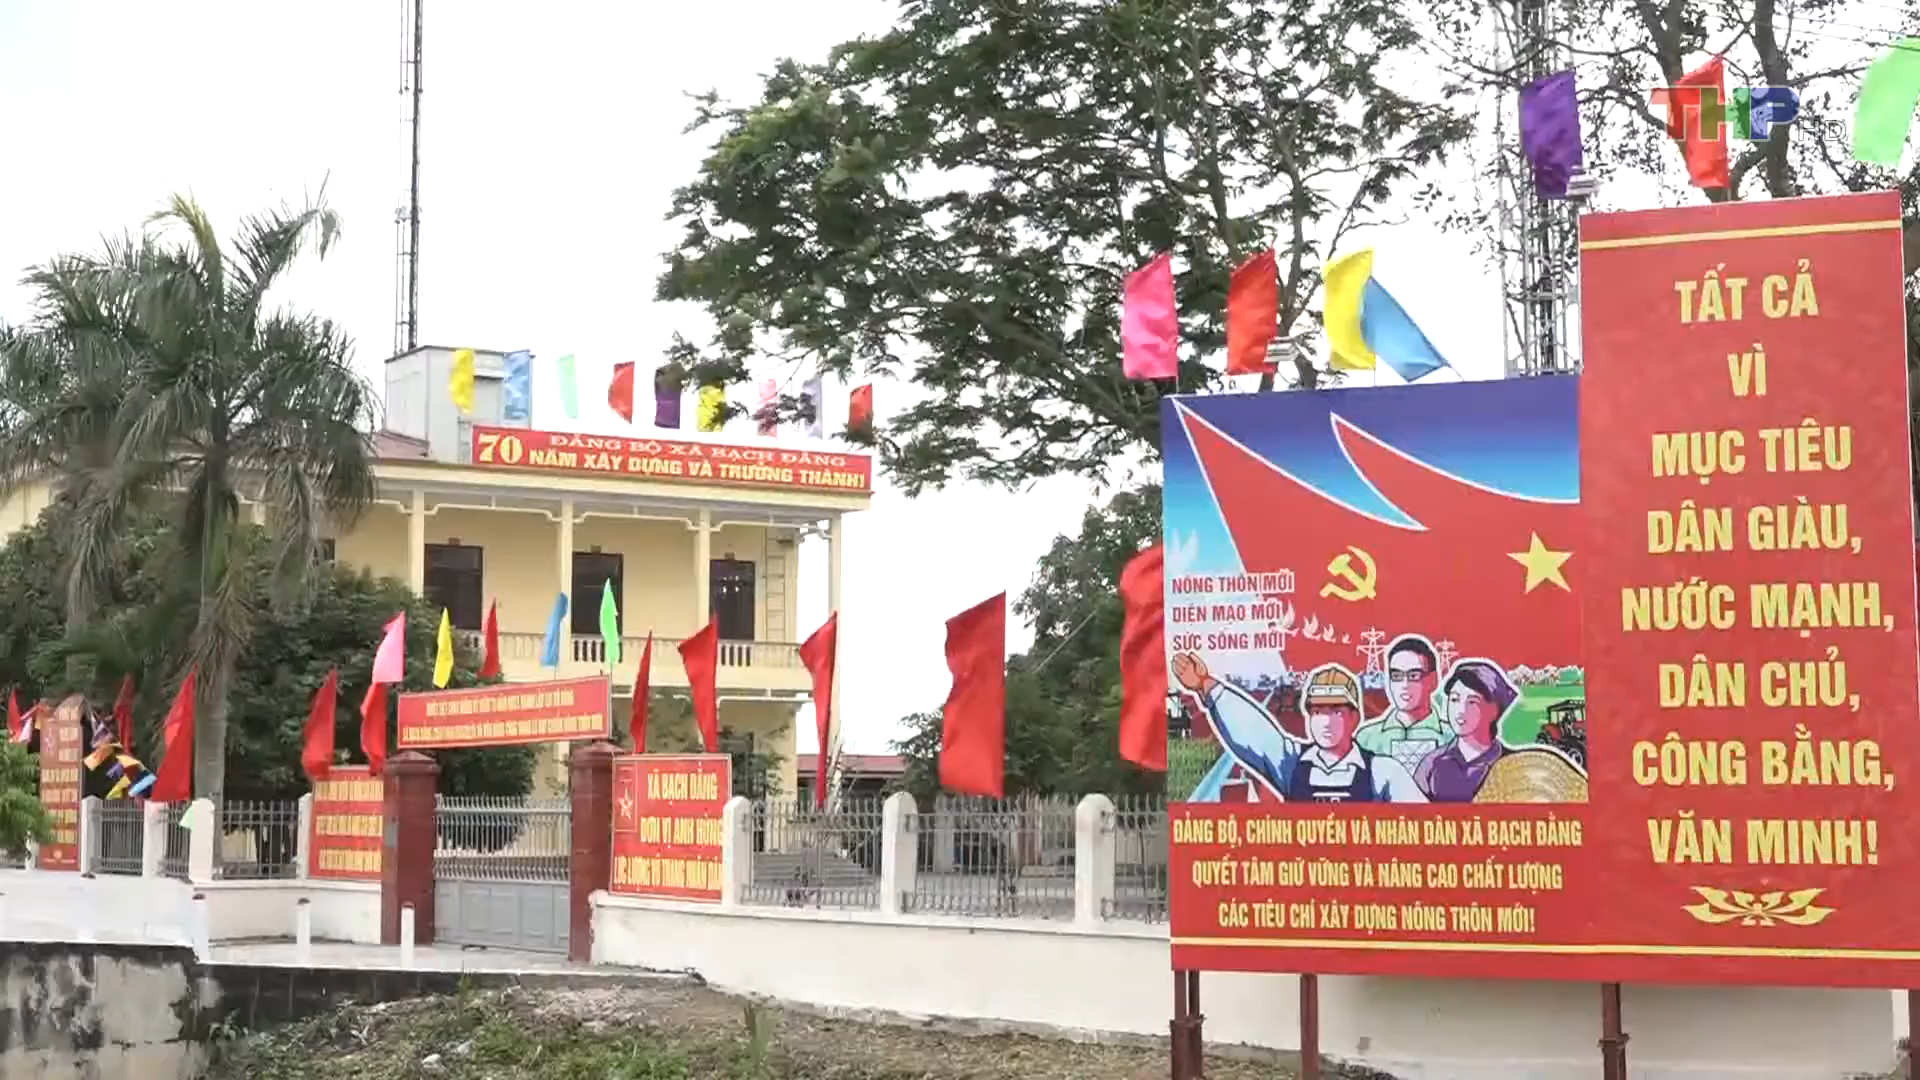 THP HD
70 ĐẢNG BỘ XÃ BẠCH ĐẰNG
NĂM XÂY DỰNG VÀ TRƯỞNG THÀNH!
XÃ BẠCH ĐẰNG
ĐƠN VỊ ANH HÙNG
LỰC LƯỢNG VŨ TRANG NHÂN DÂN
NÔNG THÔN MỚI
DIỆN MẠO MỚI
SỨC SỐNG MỚI
ĐẢNG BỘ, CHÍNH QUYỀN VÀ NHÂN DÂN XÃ BẠCH ĐẰNG
QUYẾT TÂM GIỮ VỮNG VÀ NÂNG CAO CHẤT LƯỢNG
CÁC TIÊU CHÍ XÂY DỰNG NÔNG THÔN MỚI!
TẤT CẢ
VÌ
MỤC TIÊU
DÂN GIÀU,
NƯỚC MẠNH,
DÂN CHỦ,
CÔNG BẰNG,
VĂN MINH!